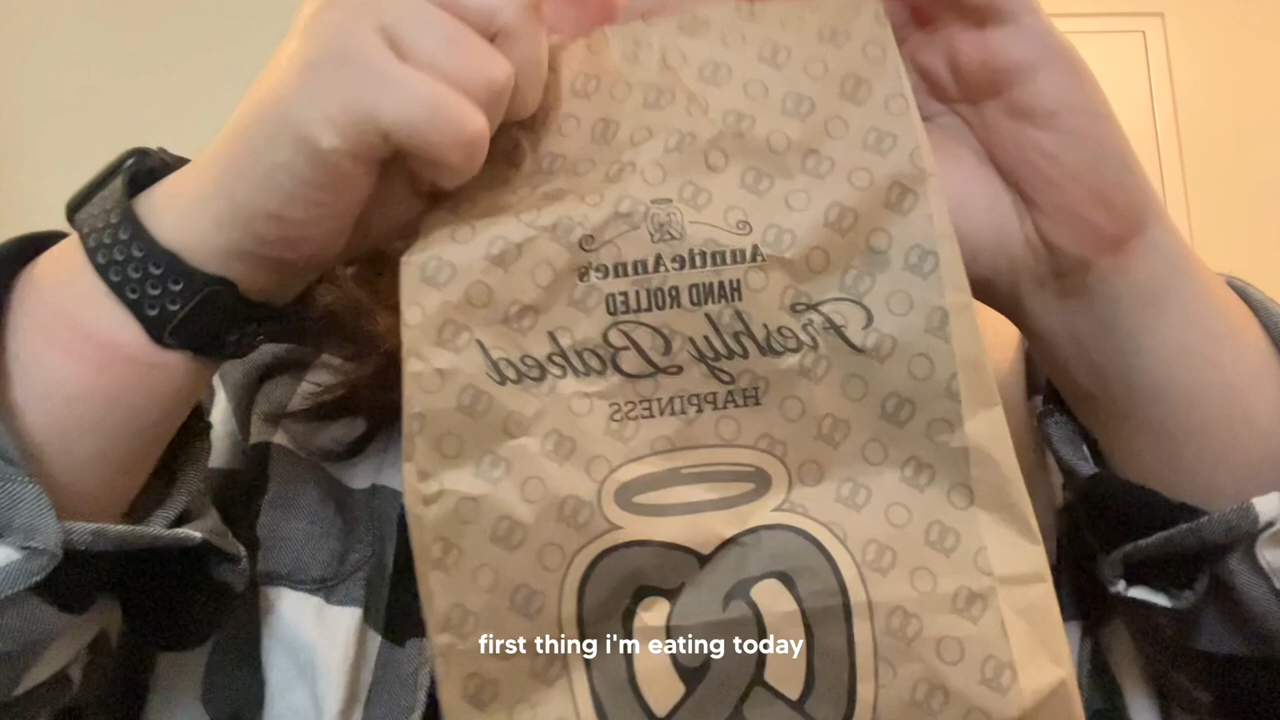 AuntieAnne's
HAND ROLLED
Freshly Baked
HAPPINESS
first thing i'm eating today